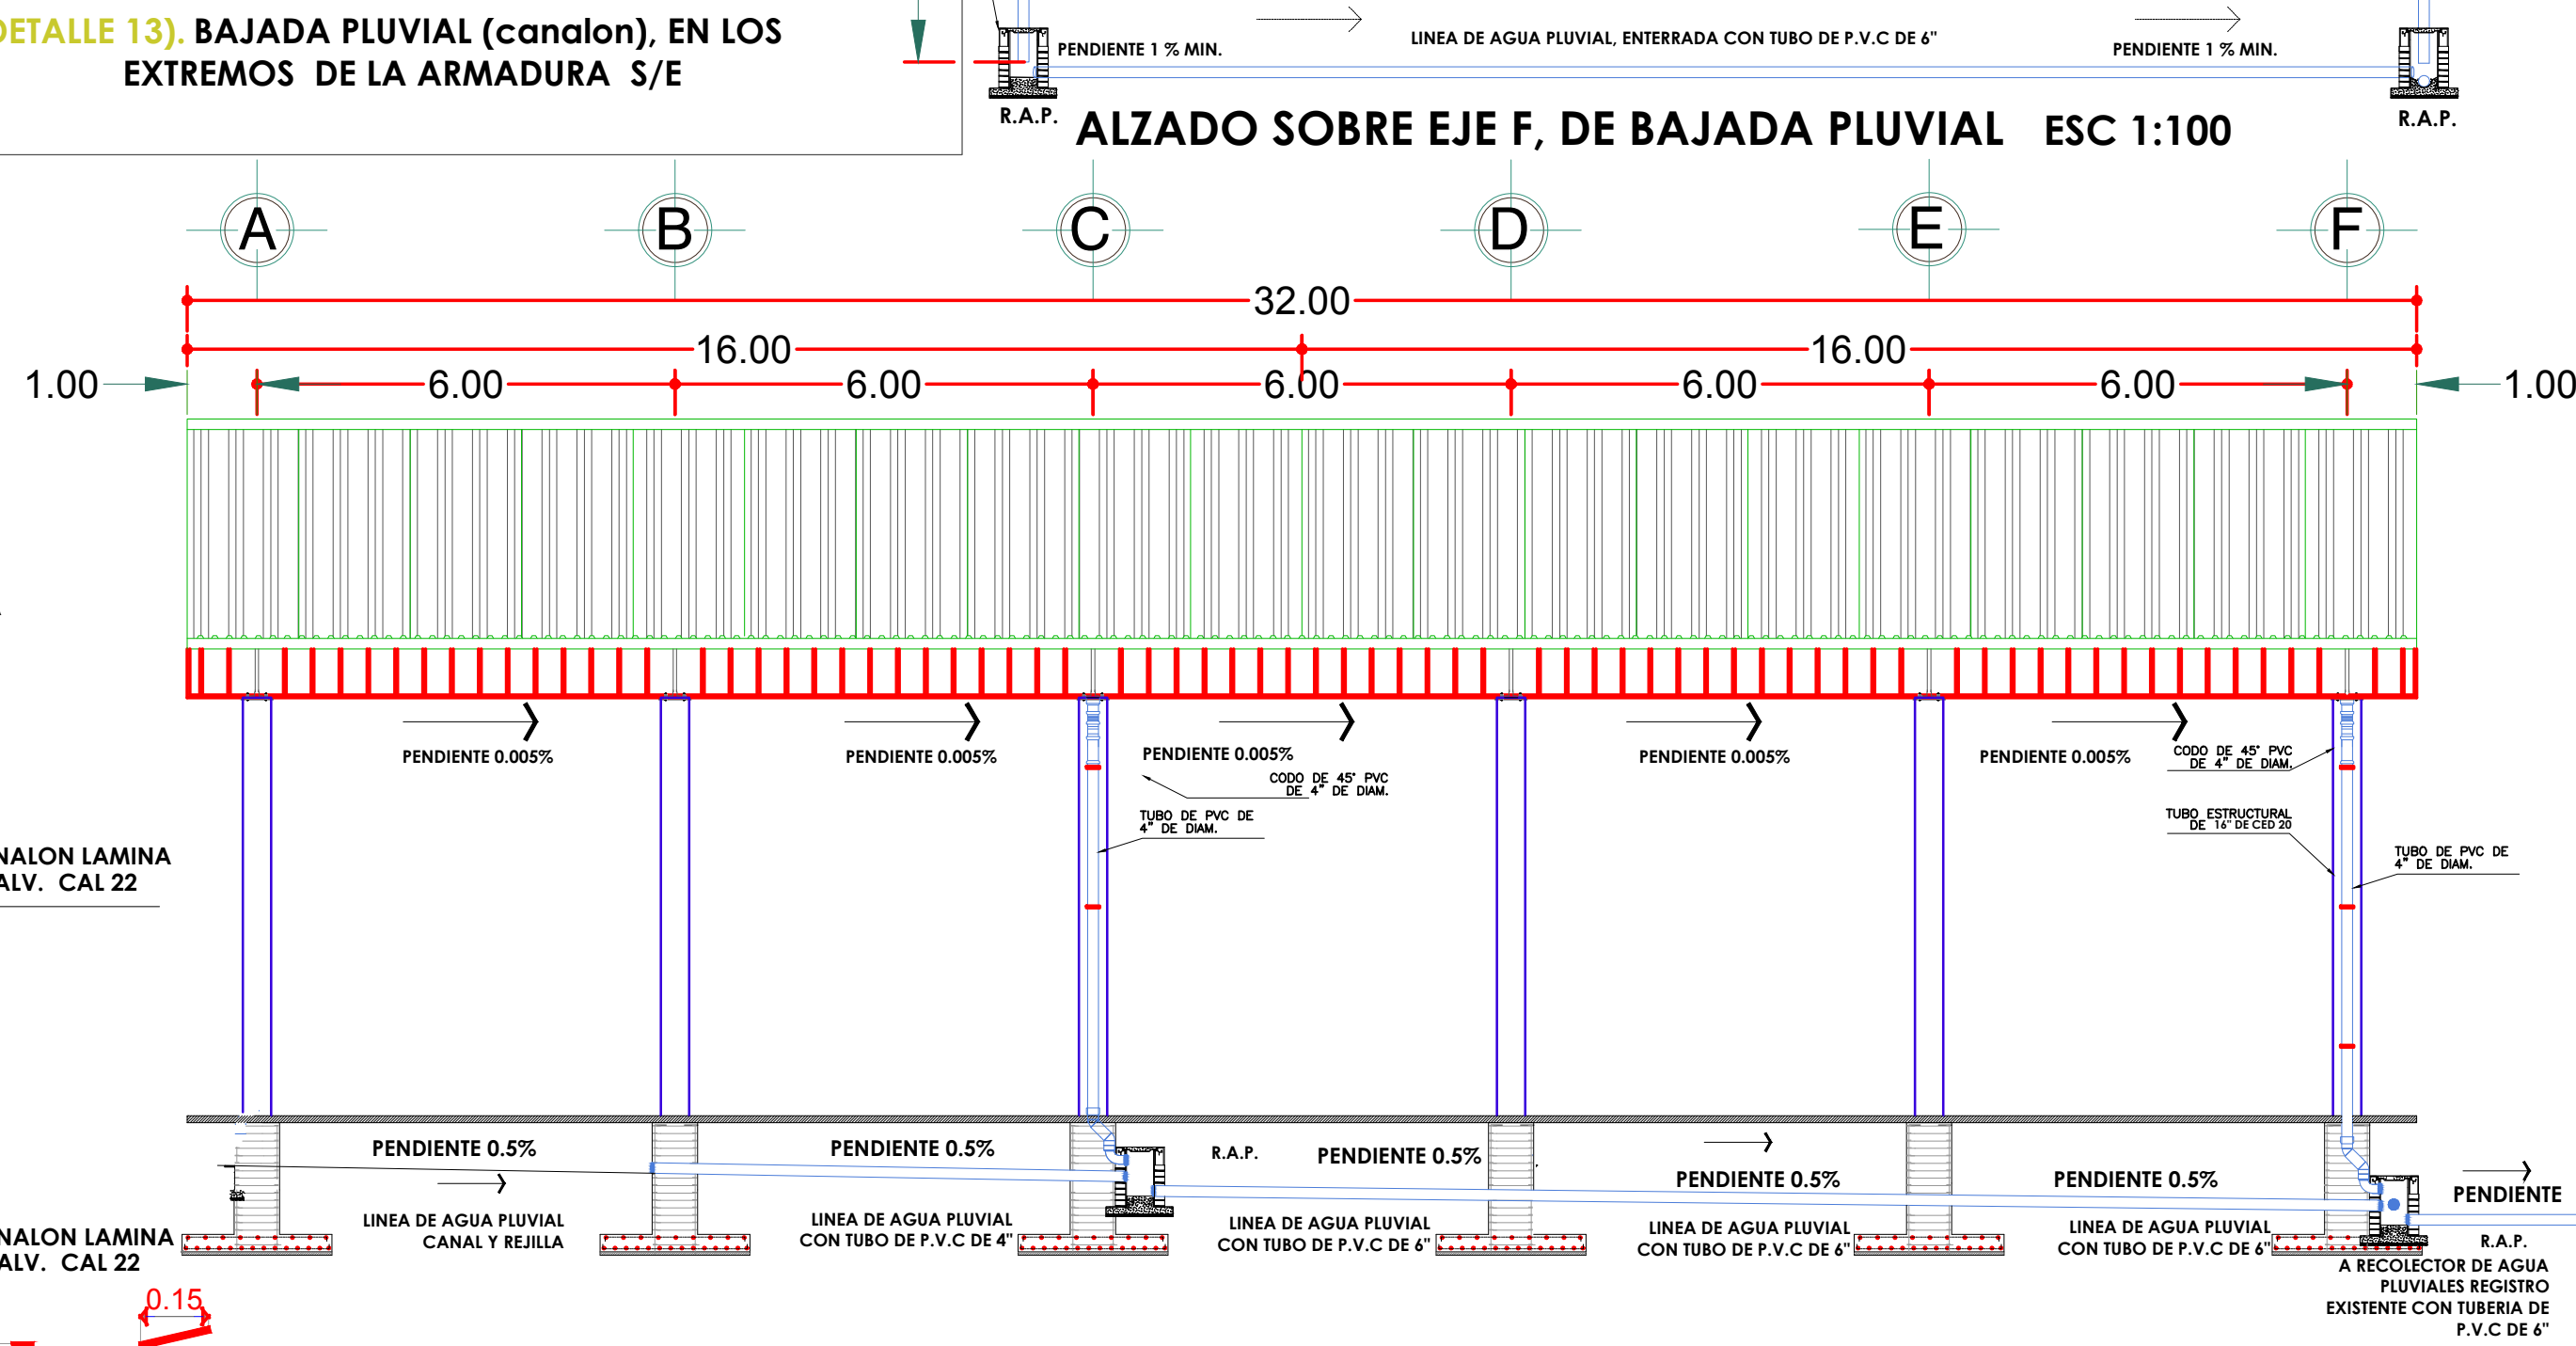 DETALLE 13). BAJADA PLUVIAL (canalon), EN LOS
EXTREMOS DE LA ARMADURA S/E
PENDIENTE 1 % MIN.
LINEA DE AGUA PLUVIAL, ENTERRADA CON TUBO DE P.V.C DE 6"
PENDIENTE 1 % MIN.
R.A.P.
R.A.P.
ALZADO SOBRE EJE F, DE BAJADA PLUVIAL ESC 1:100
A
B
C
D
E
F
32.00
16.00
16.00
1.00
6.00
6.00
6.00
6.00
6.00
1.00
PENDIENTE 0.005%
PENDIENTE 0.005%
PENDIENTE 0.005%
PENDIENTE 0.005%
PENDIENTE 0.005%
CODO DE 45° PVC
DE 4" DE DIAM.
CODO DE 45° PVC
DE 4" DE DIAM.
TUBO DE PVC DE
4" DE DIAM.
TUBO ESTRUCTURAL
DE 16" DE CED 20
TUBO DE PVC DE
4" DE DIAM.
NALON LAMINA
ALV. CAL 22
PENDIENTE 0.5%
PENDIENTE 0.5%
R.A.P.
PENDIENTE 0.5%
PENDIENTE 0.5%
PENDIENTE 0.5%
PENDIENTE
LINEA DE AGUA PLUVIAL
CANAL Y REJILLA
LINEA DE AGUA PLUVIAL
CON TUBO DE P.V.C DE 4"
LINEA DE AGUA PLUVIAL
CON TUBO DE P.V.C DE 6"
LINEA DE AGUA PLUVIAL
CON TUBO DE P.V.C DE 6"
LINEA DE AGUA PLUVIAL
CON TUBO DE P.V.C DE 6"
R.A.P.
A RECOLECTOR DE AGUA
PLUVIALES REGISTRO
EXISTENTE CON TUBERIA DE
P.V.C DE 6"
NALON LAMINA
ALV. CAL 22
0.15